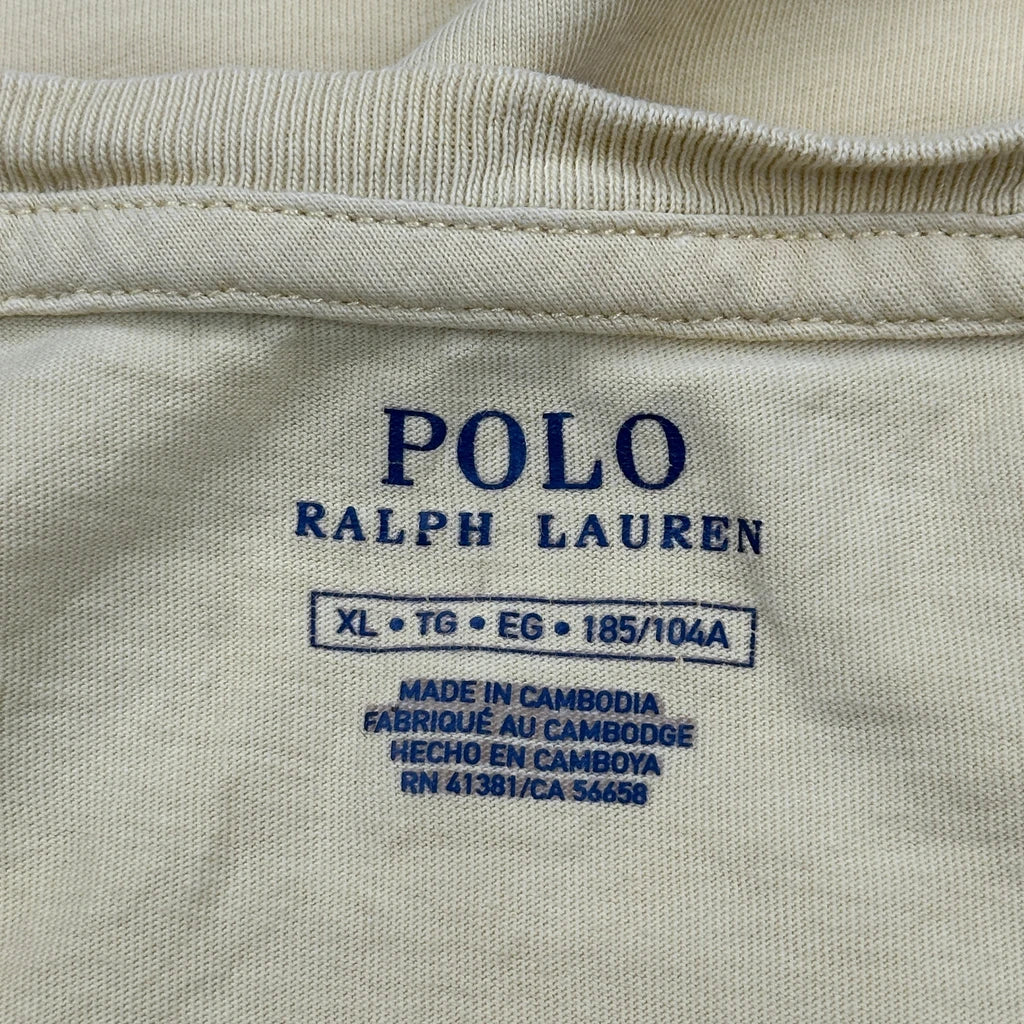 POLO
RALPH LAUREN
XL • TG • EG • 185/104A
MADE IN CAMBODIA
FABRIQUÉ AU CAMBODGE
HECHO EN CAMBOYA
RN 41381/CA 56658